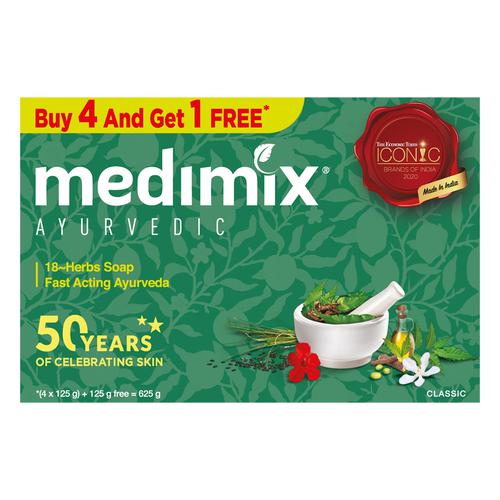 Buy 4 And Get 1 FREE*
THE ECONOMIC TIMES
ICONIC
BRANDS OF INDIA
2020
Made in India
medimix®
AYURVEDIC
18~Herbs Soap
Fast Acting Ayurveda
50 YEARS
OF CELEBRATING SKIN
*(4 x 125 g) + 125 g free = 625 g
CLASSIC